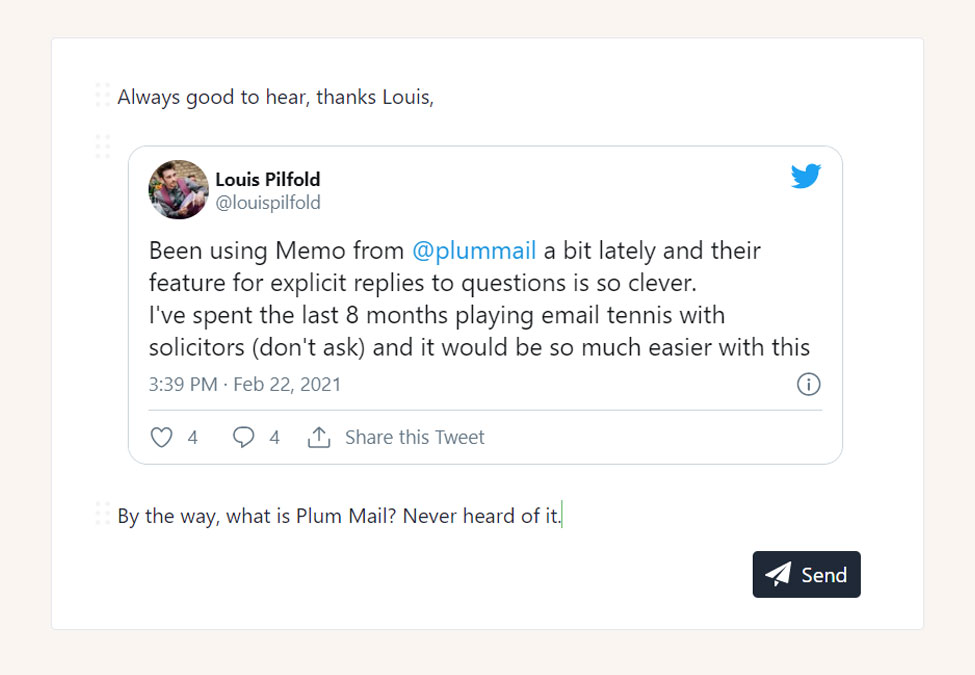 Always good to hear, thanks Louis,
Louis Pilfold
@louispilfold
Been using Memo from @plummail a bit lately and their
feature for explicit replies to questions is so clever.
I've spent the last 8 months playing email tennis with
solicitors (don't ask) and it would be so much easier with this
3:39 PM · Feb 22, 2021
4 4 Share this Tweet
By the way, what is Plum Mail? Never heard of it.
Send